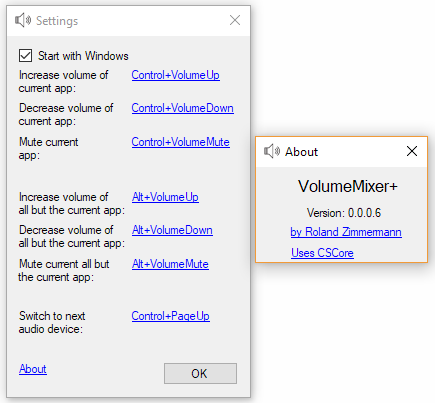 Settings
Start with Windows
Increase volume of
current app:
Control+VolumeUp
Decrease volume of
current app:
Control+VolumeDown
Mute current
app:
Control+VolumeMute
Increase volume of
all but the current app:
Alt+VolumeUp
Decrease volume of
all but the current app:
Alt+VolumeDown
Mute current all but
the current app:
Alt+VolumeMute
Switch to next
audio device:
Control+PageUp
About
OK
About
VolumeMixer+
Version: 0.0.0.6
by Roland Zimmermann
Uses CSCore